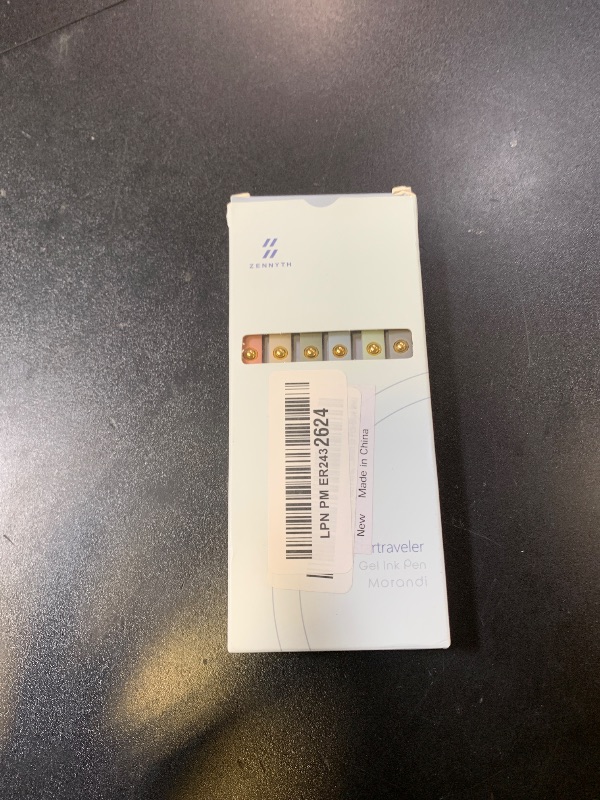 ZENNYTH
LPN PM ER2432624
New Made in China
rtraveler
Gel Ink Pen
Morandi